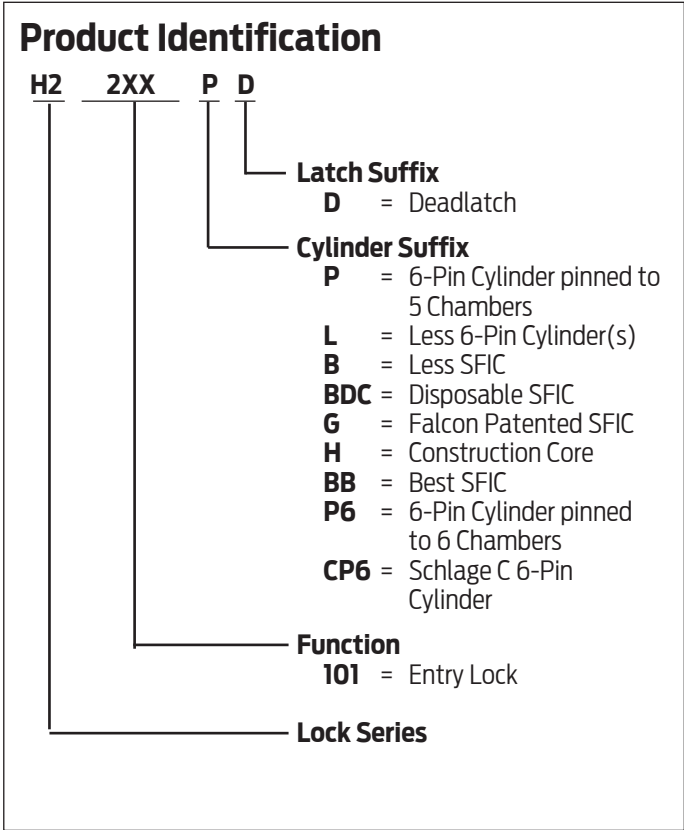 Product Identification
H2 2XX P D
Latch Suffix
D = Deadlatch
Cylinder Suffix
P = 6-Pin Cylinder pinned to
5 Chambers
L = Less 6-Pin Cylinder(s)
B = Less SFIC
BDC = Disposable SFIC
G = Falcon Patented SFIC
H = Construction Core
BB = Best SFIC
P6 = 6-Pin Cylinder pinned
to 6 Chambers
CP6 = Schlage C 6-Pin
Cylinder
Function
101 = Entry Lock
Lock Series